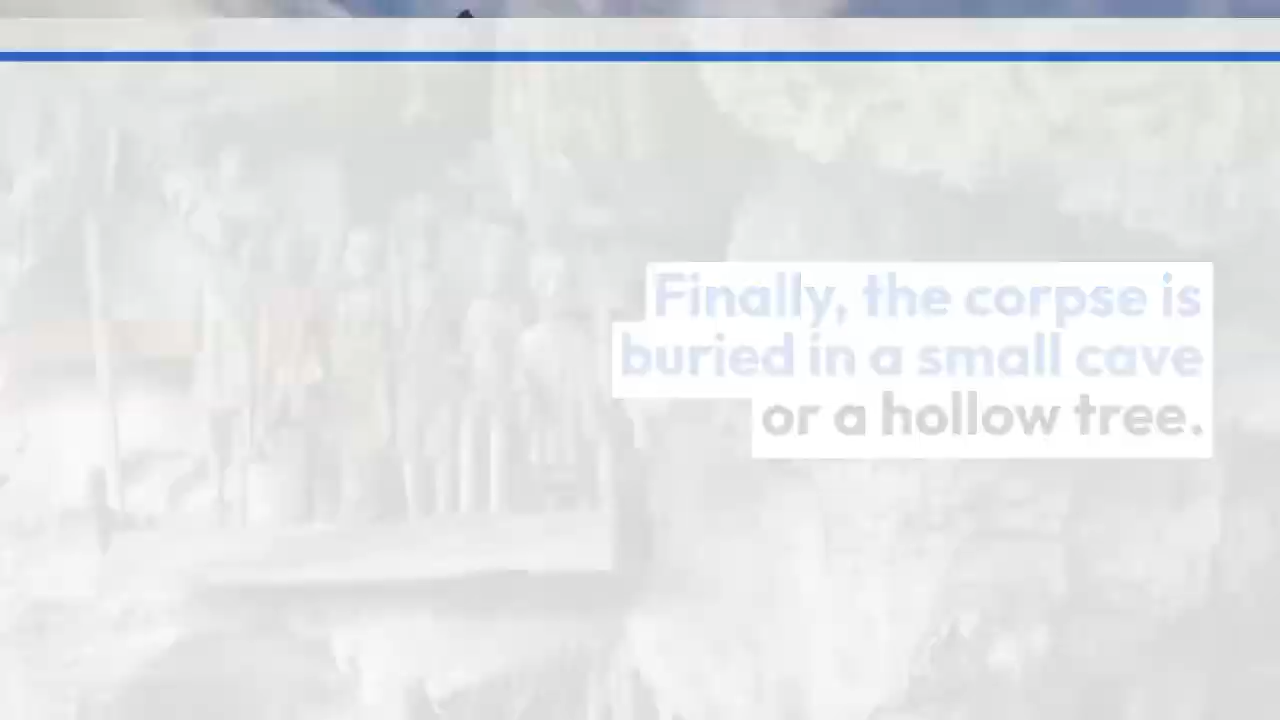 Finally, the corpse is
buried in a small cave
or a hollow tree.